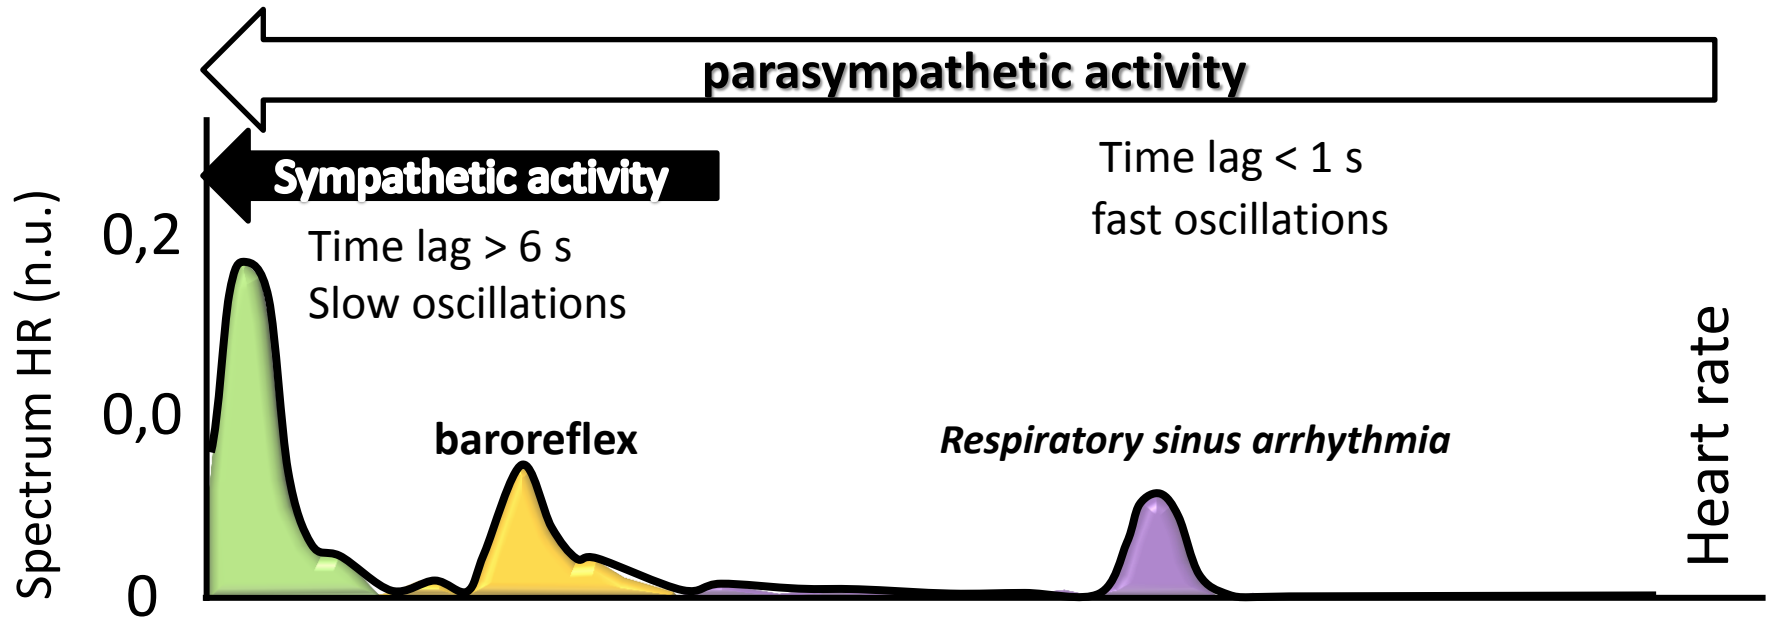 parasympathetic activity
Sympathetic activity
Time lag < 1 s
fast oscillations
Time lag > 6 s
Slow oscillations
Spectrum HR (n.u.)
0,2
0,0
0
baroreflex
Respiratory sinus arrhythmia
Heart rate